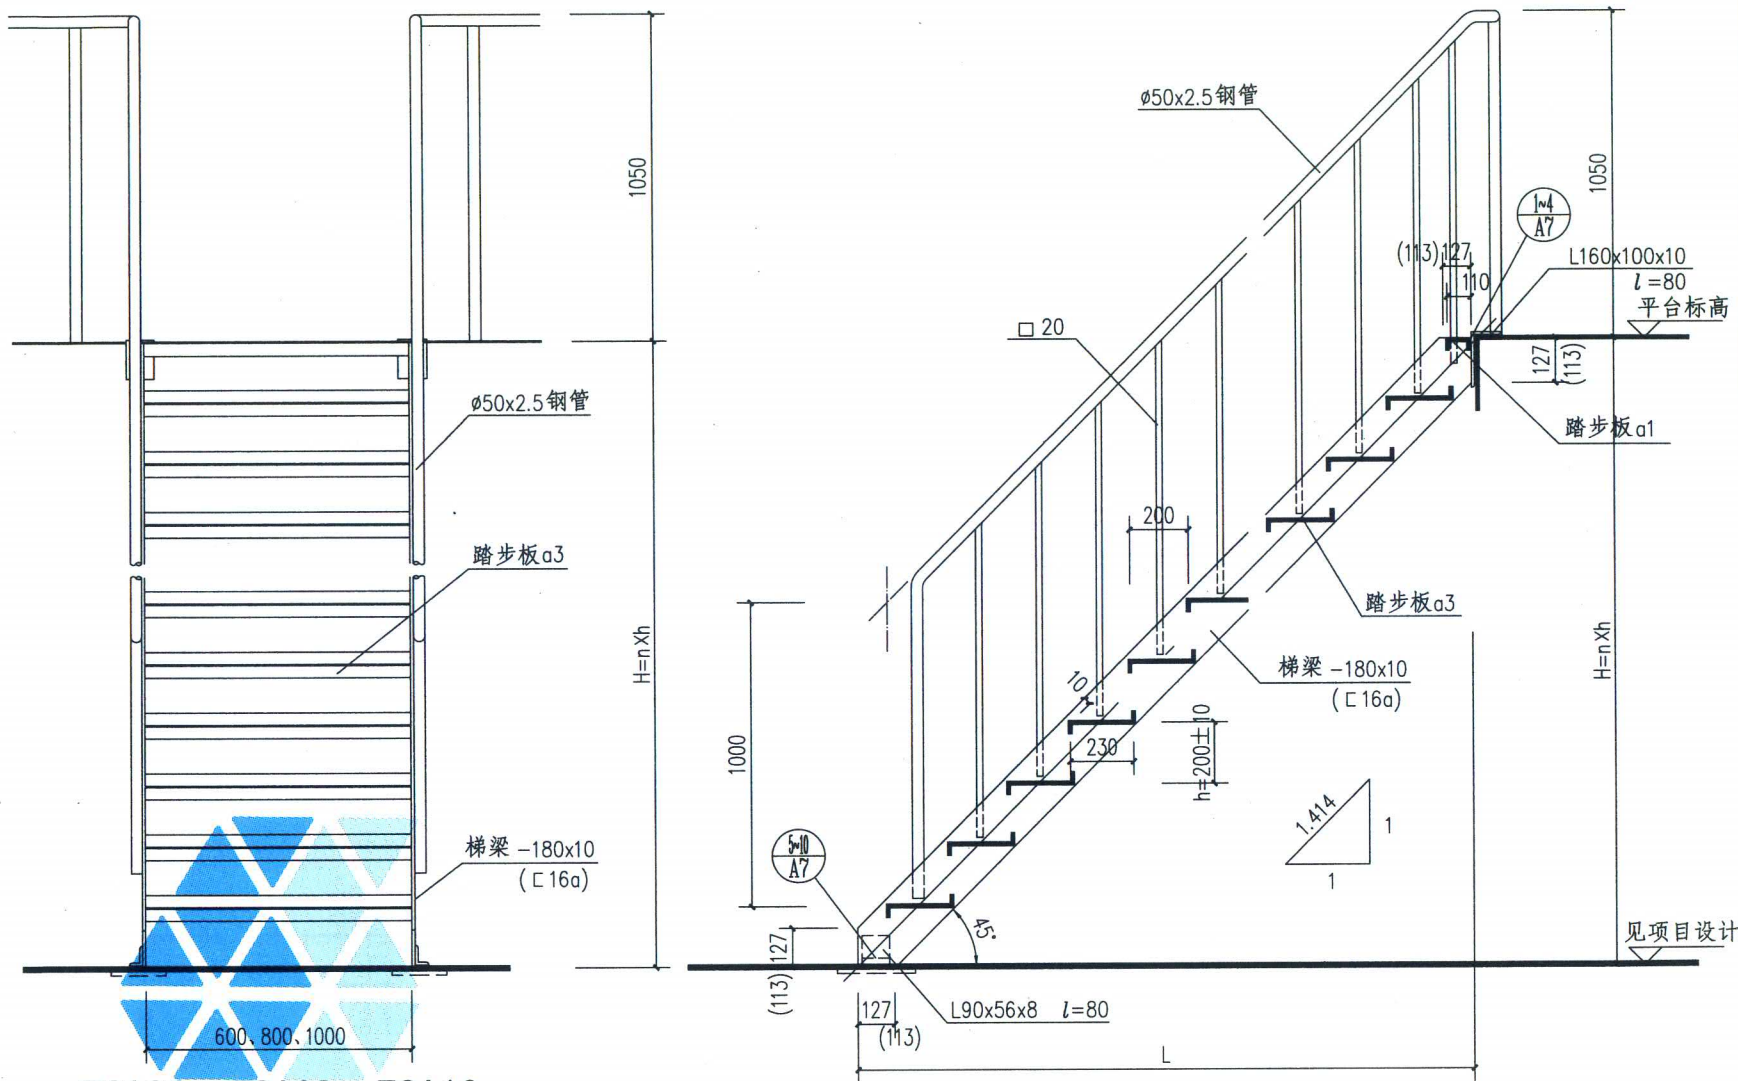 1050
ø50x2.5钢管
踏步板a3
H=nXh
梯梁 -180x10
(⊏16a)
600、800、1000
ø50x2.5钢管
1050
1~4
A7
(113)
127
110
L160x100x10
l=80
平台标高
□ 20
127
(113)
踏步板a1
200
踏步板a3
梯梁 -180x10
(⊏16a)
10
1000
230
h=200±10
H=nXh
1.414
1
1
5~10
A7
45°
127
(113)
见项目设计
127
(113)
L90x56x8 l=80
L